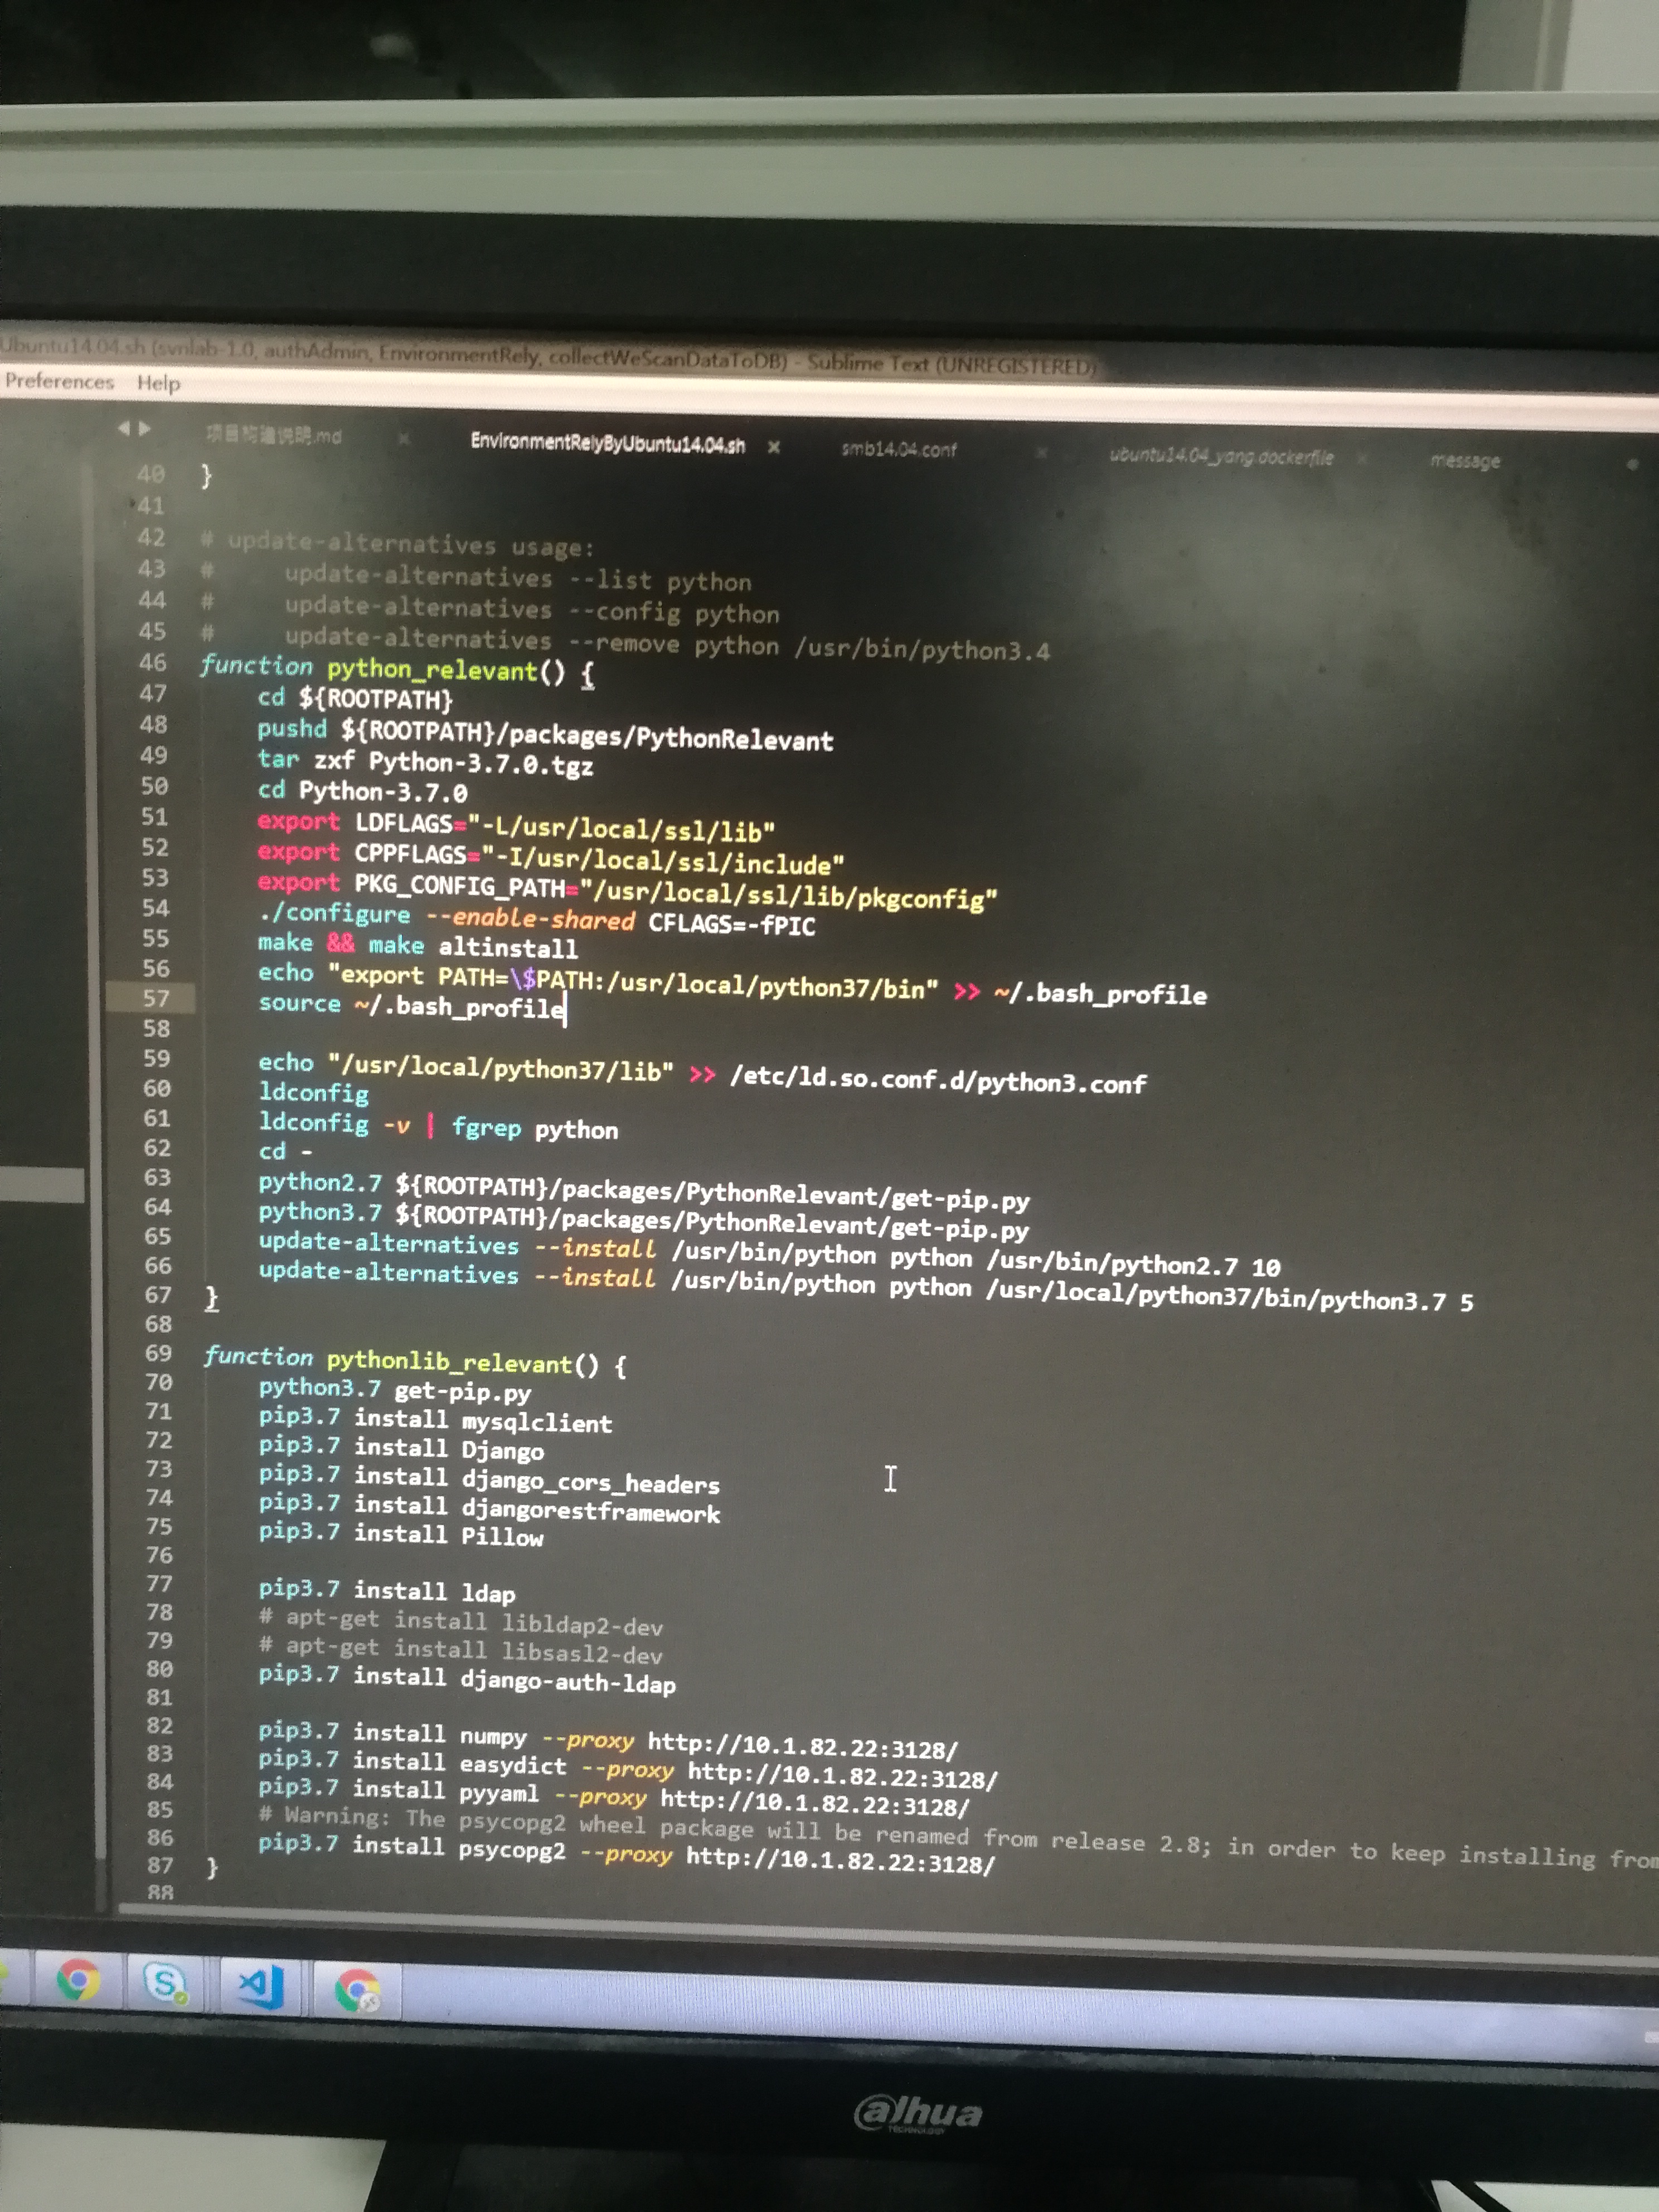 Ubuntu14.04.sh (svnlab-1.0, authAdmin, EnvironmentRely, collectWeScanDataToDB) - Sublime Text (UNREGISTERED)
Preferences Help
项目构建说明.md EnvironmentRelyByUbuntu14.04.sh smb14.04.conf ubuntu14.04_yang.dockerfile message
40 }
41
42 # update-alternatives usage:
43 # update-alternatives --list python
44 # update-alternatives --config python
45 # update-alternatives --remove python /usr/bin/python3.4
46 function python_relevant() {
47 cd ${ROOTPATH}
48 pushd ${ROOTPATH}/packages/PythonRelevant
49 tar zxf Python-3.7.0.tgz
50 cd Python-3.7.0
51 export LDFLAGS="-L/usr/local/ssl/lib"
52 export CPPFLAGS="-I/usr/local/ssl/include"
53 export PKG_CONFIG_PATH="/usr/local/ssl/lib/pkgconfig"
54 ./configure --enable-shared CFLAGS=-fPIC
55 make && make altinstall
56 echo "export PATH=\$PATH:/usr/local/python37/bin" >> ~/.bash_profile
57 source ~/.bash_profile
58
59 echo "/usr/local/python37/lib" >> /etc/ld.so.conf.d/python3.conf
60 ldconfig
61 ldconfig -v | fgrep python
62 cd -
63 python2.7 ${ROOTPATH}/packages/PythonRelevant/get-pip.py
64 python3.7 ${ROOTPATH}/packages/PythonRelevant/get-pip.py
65 update-alternatives --install /usr/bin/python python /usr/bin/python2.7 10
66 update-alternatives --install /usr/bin/python python /usr/local/python37/bin/python3.7 5
67 }
68
69 function pythonlib_relevant() {
70 python3.7 get-pip.py
71 pip3.7 install mysqlclient
72 pip3.7 install Django
73 pip3.7 install django_cors_headers
74 pip3.7 install djangorestframework
75 pip3.7 install Pillow
76
77 pip3.7 install ldap
78 # apt-get install libldap2-dev
79 # apt-get install libsasl2-dev
80 pip3.7 install django-auth-ldap
81
82 pip3.7 install numpy --proxy http://10.1.82.22:3128/
83 pip3.7 install easydict --proxy http://10.1.82.22:3128/
84 pip3.7 install pyyaml --proxy http://10.1.82.22:3128/
85 # Warning: The psycopg2 wheel package will be renamed from release 2.8; in order to keep installing from
86 pip3.7 install psycopg2 --proxy http://10.1.82.22:3128/
87 }
88
alhua
TECHNOLOGY